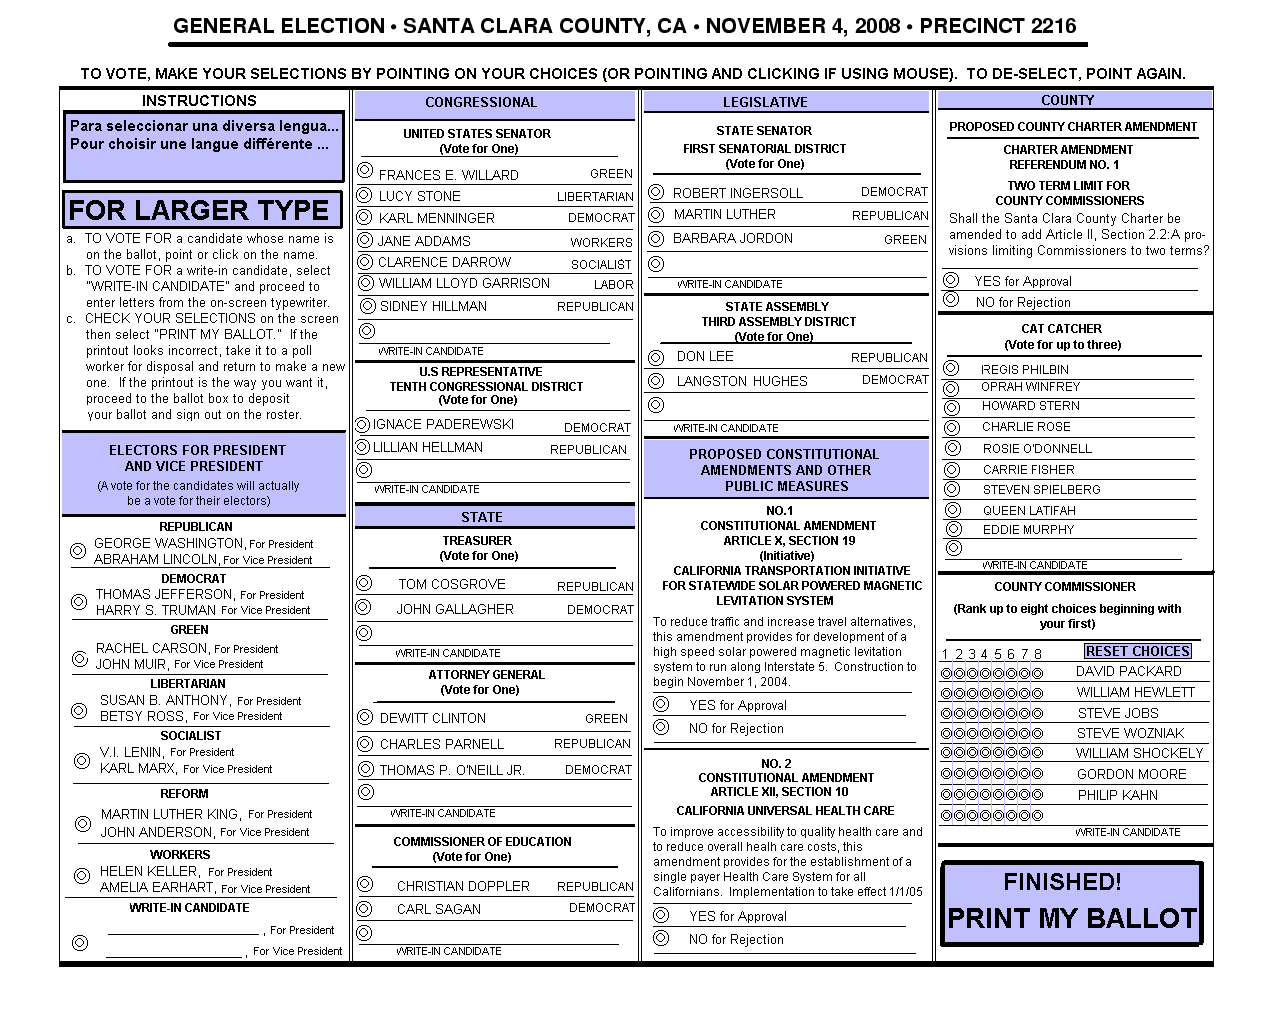 GENERAL ELECTION • SANTA CLARA COUNTY, CA • NOVEMBER 4, 2008 • PRECINCT 2216
TO VOTE, MAKE YOUR SELECTIONS BY POINTING ON YOUR CHOICES (OR POINTING AND CLICKING IF USING MOUSE). TO DE-SELECT, POINT AGAIN.
INSTRUCTIONS
Para seleccionar una diversa lengua...
Pour choisir une langue différente ...
FOR LARGER TYPE
a. TO VOTE FOR a candidate whose name is
on the ballot, point or click on the name.
b. TO VOTE FOR a write-in candidate, select
"WRITE-IN CANDIDATE" and proceed to
enter letters from the on-screen typewriter.
c. CHECK YOUR SELECTIONS on the screen
then select "PRINT MY BALLOT." If the
printout looks incorrect, take it to a poll
worker for disposal and return to make a new
one. If the printout is the way you want it,
proceed to the ballot box to deposit
your ballot and sign out on the roster.
ELECTORS FOR PRESIDENT
AND VICE PRESIDENT
(A vote for the candidates will actually
be a vote for their electors)
REPUBLICAN
GEORGE WASHINGTON, For President
ABRAHAM LINCOLN, For Vice President
DEMOCRAT
THOMAS JEFFERSON, For President
HARRY S. TRUMAN For Vice President
GREEN
RACHEL CARSON, For President
JOHN MUIR, For Vice President
LIBERTARIAN
SUSAN B. ANTHONY, For President
BETSY ROSS, For Vice President
SOCIALIST
V.I. LENIN, For President
KARL MARX, For Vice President
REFORM
MARTIN LUTHER KING, For President
JOHN ANDERSON, For Vice President
WORKERS
HELEN KELLER, For President
AMELIA EARHART, For Vice President
WRITE-IN CANDIDATE
, For President
, For Vice President
CONGRESSIONAL
UNITED STATES SENATOR
(Vote for One)
FRANCES E. WILLARD GREEN
LUCY STONE LIBERTARIAN
KARL MENNINGER DEMOCRAT
JANE ADDAMS WORKERS
CLARENCE DARROW SOCIALIST
WILLIAM LLOYD GARRISON LABOR
SIDNEY HILLMAN REPUBLICAN
WRITE-IN CANDIDATE
U.S REPRESENTATIVE
TENTH CONGRESSIONAL DISTRICT
(Vote for One)
IGNACE PADEREWSKI DEMOCRAT
LILLIAN HELLMAN REPUBLICAN
WRITE-IN CANDIDATE
STATE
TREASURER
(Vote for One)
TOM COSGROVE REPUBLICAN
JOHN GALLAGHER DEMOCRAT
WRITE-IN CANDIDATE
ATTORNEY GENERAL
(Vote for One)
DEWITT CLINTON GREEN
CHARLES PARNELL REPUBLICAN
THOMAS P. O'NEILL JR. DEMOCRAT
WRITE-IN CANDIDATE
COMMISSIONER OF EDUCATION
(Vote for One)
CHRISTIAN DOPPLER REPUBLICAN
CARL SAGAN DEMOCRAT
WRITE-IN CANDIDATE
LEGISLATIVE
STATE SENATOR
FIRST SENATORIAL DISTRICT
(Vote for One)
ROBERT INGERSOLL DEMOCRAT
MARTIN LUTHER REPUBLICAN
BARBARA JORDON GREEN
WRITE-IN CANDIDATE
STATE ASSEMBLY
THIRD ASSEMBLY DISTRICT
(Vote for One)
DON LEE REPUBLICAN
LANGSTON HUGHES DEMOCRAT
WRITE-IN CANDIDATE
PROPOSED CONSTITUTIONAL
AMENDMENTS AND OTHER
PUBLIC MEASURES
NO.1
CONSTITUTIONAL AMENDMENT
ARTICLE X, SECTION 19
(Initiative)
CALIFORNIA TRANSPORTATION INITIATIVE
FOR STATEWIDE SOLAR POWERED MAGNETIC
LEVITATION SYSTEM
To reduce traffic and increase travel alternatives,
this amendment provides for development of a
high speed solar powered magnetic levitation
system to run along Interstate 5. Construction to
begin November 1, 2004.
YES for Approval
NO for Rejection
NO. 2
CONSTITUTIONAL AMENDMENT
ARTICLE XII, SECTION 10
CALIFORNIA UNIVERSAL HEALTH CARE
To improve accessibility to quality health care and
to reduce overall healh care costs, this
amendment provides for the establishment of a
single payer Health Care System for all
Californians. Implementation to take effect 1/1/05
YES for Approval
NO for Rejection
COUNTY
PROPOSED COUNTY CHARTER AMENDMENT
CHARTER AMENDMENT
REFERENDUM NO. 1
TWO TERM LIMIT FOR
COUNTY COMMISSIONERS
Shall the Santa Clara County Charter be
amended to add Article II, Section 2.2:A pro-
visions limiting Commissioners to two terms?
YES for Approval
NO for Rejection
CAT CATCHER
(Vote for up to three)
REGIS PHILBIN
OPRAH WINFREY
HOWARD STERN
CHARLIE ROSE
ROSIE O'DONNELL
CARRIE FISHER
STEVEN SPIELBERG
QUEEN LATIFAH
EDDIE MURPHY
WRITE-IN CANDIDATE
COUNTY COMMISSIONER
(Rank up to eight choices beginning with
your first)
1 2 3 4 5 6 7 8 RESET CHOICES
DAVID PACKARD
WILLIAM HEWLETT
STEVE JOBS
STEVE WOZNIAK
WILLIAM SHOCKELY
GORDON MOORE
PHILIP KAHN
WRITE-IN CANDIDATE
FINISHED!
PRINT MY BALLOT